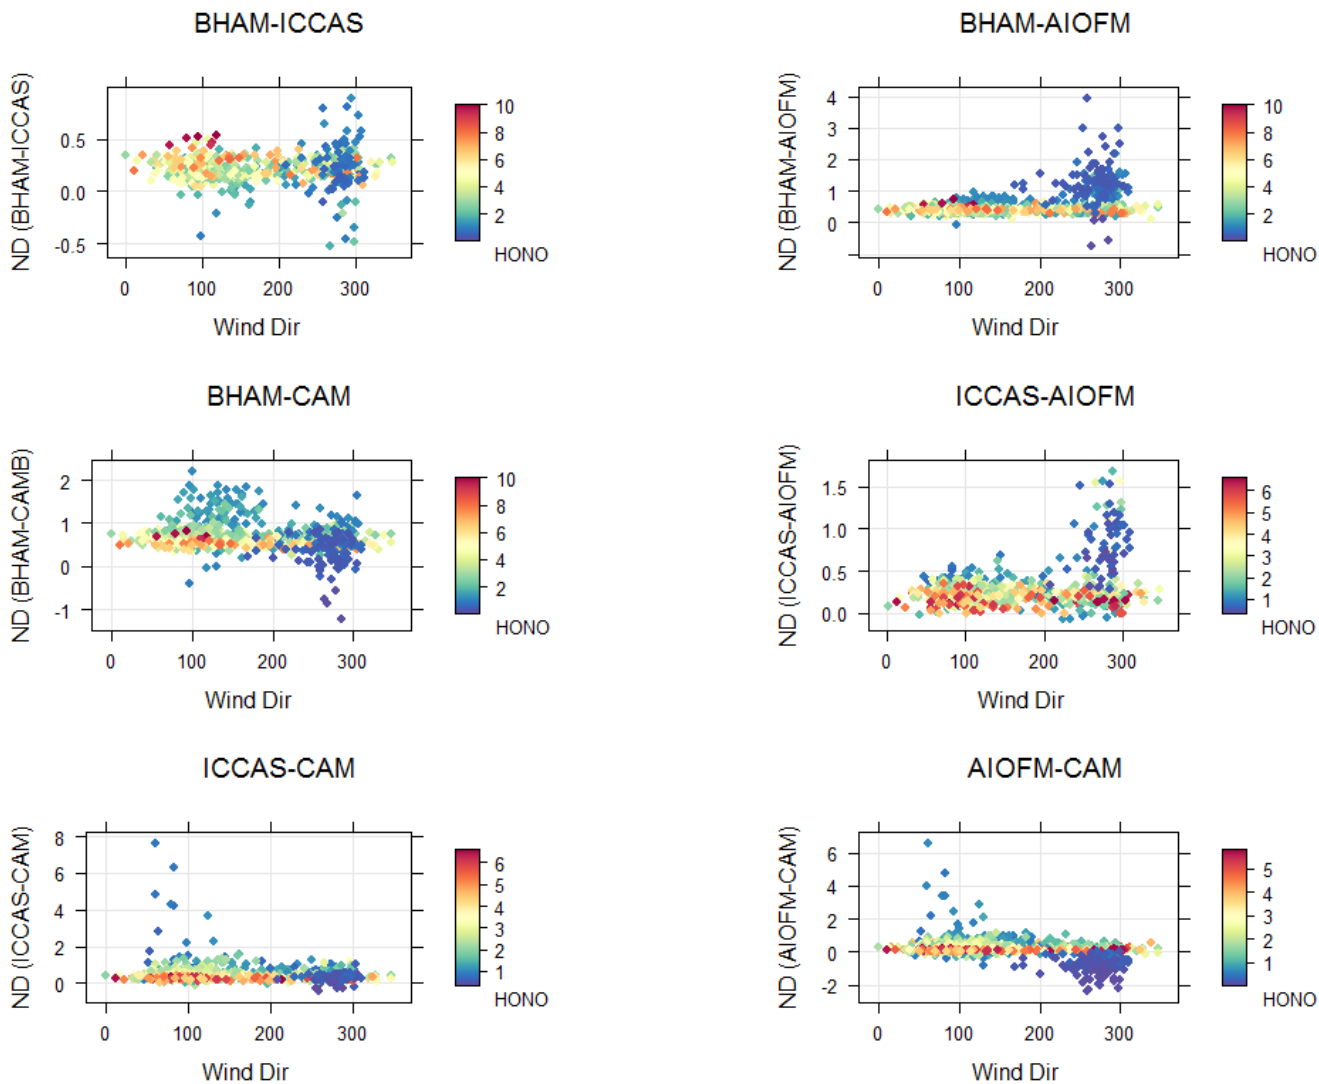 BHAM-ICCAS
ND (BHAM-ICCAS)
0.5
0.0
-0.5
0 100 200 300
Wind Dir
10
8
6
4
2
HONO
BHAM-AIOFM
ND (BHAM-AIOFM)
4
3
2
1
0
0 100 200 300
Wind Dir
10
8
6
4
2
HONO
BHAM-CAM
ND (BHAM-CAMB)
2
1
0
-1
0 100 200 300
Wind Dir
10
8
6
4
2
HONO
ICCAS-AIOFM
ND (ICCAS-AIOFM)
1.5
1.0
0.5
0.0
0 100 200 300
Wind Dir
6
5
4
3
2
1
HONO
ICCAS-CAM
ND (ICCAS-CAM)
8
6
4
2
0
0 100 200 300
Wind Dir
6
5
4
3
2
1
HONO
AIOFM-CAM
ND (AIOFM-CAM)
6
4
2
0
-2
0 100 200 300
Wind Dir
5
4
3
2
1
HONO